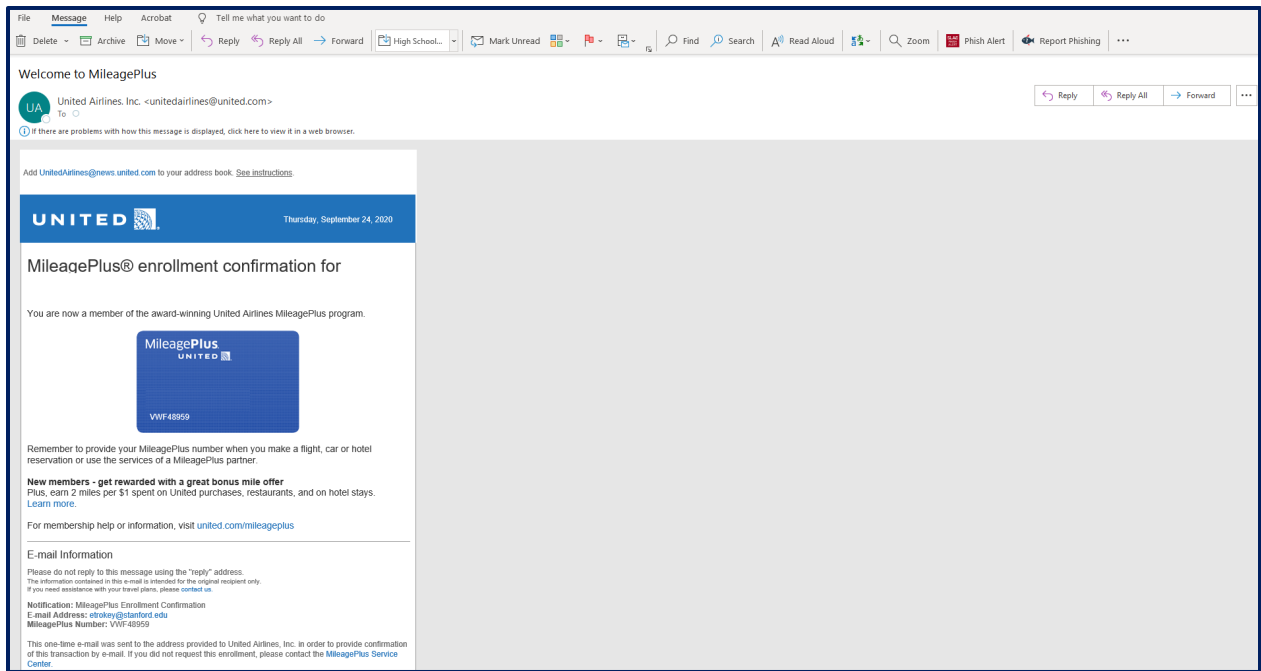 File Message Help Acrobat Tell me what you want to do
Delete Archive Move Reply Reply All Forward High School... Mark Unread Find Search Read Aloud Zoom Phish Alert Report Phishing ...
Welcome to MileagePlus
UA
United Airlines. Inc. <unitedairlines@united.com>
To
Reply Reply All Forward ...
If there are problems with how this message is displayed, click here to view it in a web browser.
Add UnitedAirlines@news.united.com to your address book. See instructions.
UNITED Thursday, September 24, 2020
MileagePlus® enrollment confirmation for
You are now a member of the award-winning United Airlines MileagePlus program.
MileagePlus
UNITED
VWF48959
Remember to provide your MileagePlus number when you make a flight, car or hotel
reservation or use the services of a MileagePlus partner.
New members - get rewarded with a great bonus mile offer
Plus, earn 2 miles per $1 spent on United purchases, restaurants, and on hotel stays.
Learn more.
For membership help or information, visit united.com/mileageplus
E-mail Information
Please do not reply to this message using the "reply" address.
The information contained in this e-mail is intended for the original recipient only.
If you need assistance with your travel plans, please contact us.
Notification: MileagePlus Enrollment Confirmation
E-mail Address: etrokey@stanford.edu
MileagePlus Number: VWF48959
This one-time e-mail was sent to the address provided to United Airlines, Inc. in order to provide confirmation
of this transaction by e-mail. If you did not request this enrollment, please contact the MileagePlus Service
Center.